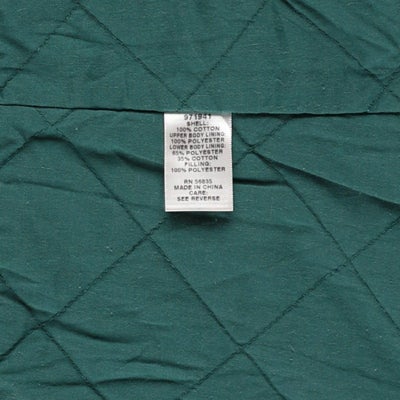 971941
SHELL:
100% COTTON
UPPER BODY LINING:
100% POLYESTER
LOWER BODY LINING:
65% POLYESTER
35% COTTON
FILLING:
100% POLYESTER
RN 56835
MADE IN CHINA
CARE:
SEE REVERSE